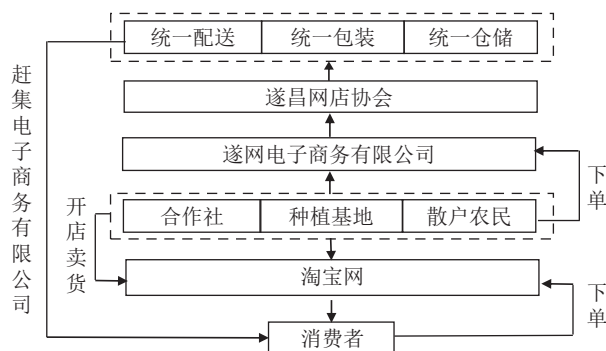 统一配送 统一包装 统一仓储
遂昌网店协会
遂网电子商务有限公司
合作社 种植基地 散户农民
淘宝网
消费者
赶集电子商务有限公司
开店卖货
下单
下单